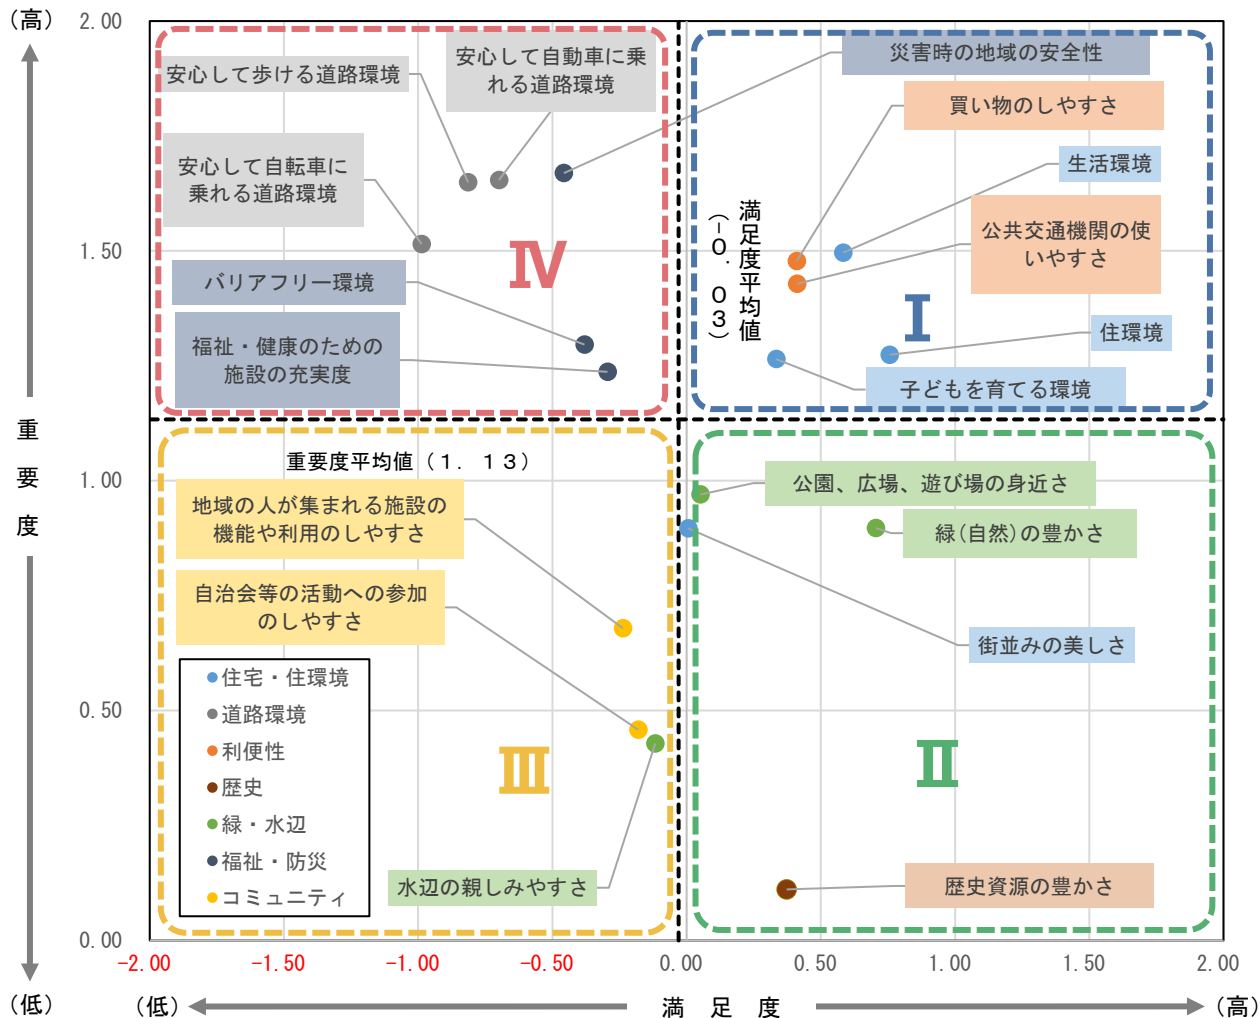 （高）
2.00
安心して自動車に乗
れる道路環境
災害時の地域の安全性
安心して歩ける道路環境
買い物のしやすさ
安心して自転車に
乗れる道路環境
生活環境
満足度平均値
（－０．０３）
公共交通機関の使
いやすさ
1.50
Ⅳ
バリアフリー環境
Ⅰ
福祉・健康のための
施設の充実度
住環境
子どもを育てる環境
重要度
重要度平均値（１．１３）
1.00
公園、広場、遊び場の身近さ
地域の人が集まれる施設の
機能や利用のしやすさ
緑（自然）の豊かさ
自治会等の活動への参加
のしやすさ
街並みの美しさ
住宅・住環境
0.50
道路環境
利便性
歴史
緑・水辺
福祉・防災
コミュニティ
Ⅲ
Ⅱ
水辺の親しみやすさ
歴史資源の豊かさ
0.00
-2.00
-1.50
-1.00
-0.50
0.00
0.50
1.00
1.50
2.00
（低）
（低）
満足度
（高）